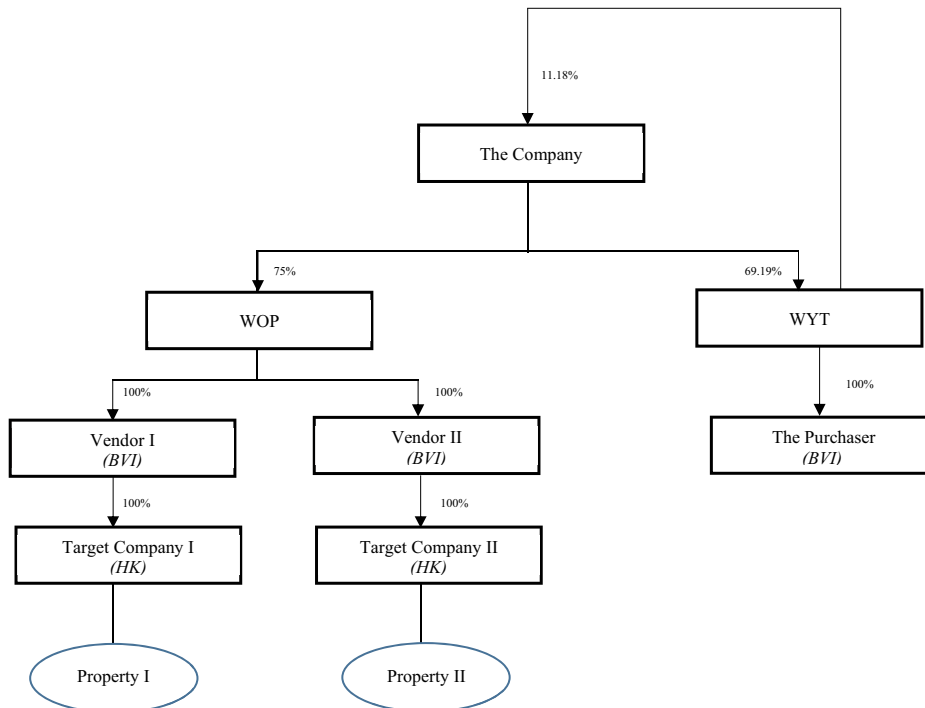 11.18%
The Company
75%
69.19%
WOP
WYT
100%
100%
100%
Vendor I
(BVI)
Vendor II
(BVI)
The Purchaser
(BVI)
100%
100%
Target Company I
(HK)
Target Company II
(HK)
Property I
Property II